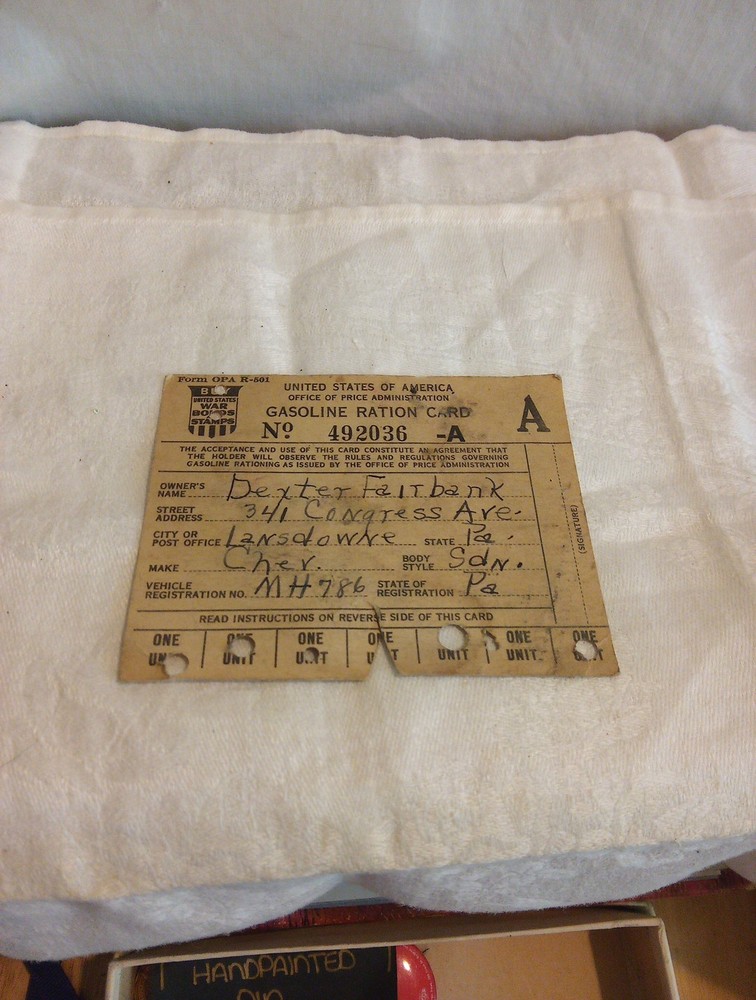 Form OPA R-501
BUY
UNITED STATES
WAR
BONDS
STAMPS
UNITED STATES OF AMERICA
OFFICE OF PRICE ADMINISTRATION
GASOLINE RATION CARD
A
No 492036 -A
THE ACCEPTANCE AND USE OF THIS CARD CONSTITUTE AN AGREEMENT THAT
THE HOLDER WILL OBSERVE THE RULES AND REGULATIONS GOVERNING
GASOLINE RATIONING AS ISSUED BY THE OFFICE OF PRICE ADMINISTRATION
OWNER'S NAME Dexter Fairbank
STREET ADDRESS 341 Congress Ave.
CITY OR POST OFFICE Lansdowne STATE Pa.
MAKE Chev. BODY STYLE Sdn.
VEHICLE REGISTRATION NO. MH786 STATE OF REGISTRATION Pa
(SIGNATURE)
READ INSTRUCTIONS ON REVERSE SIDE OF THIS CARD
ONE UNIT ONE UNIT ONE UNIT ONE UNIT UNIT ONE UNIT ONE UNIT
HANDPAINTED